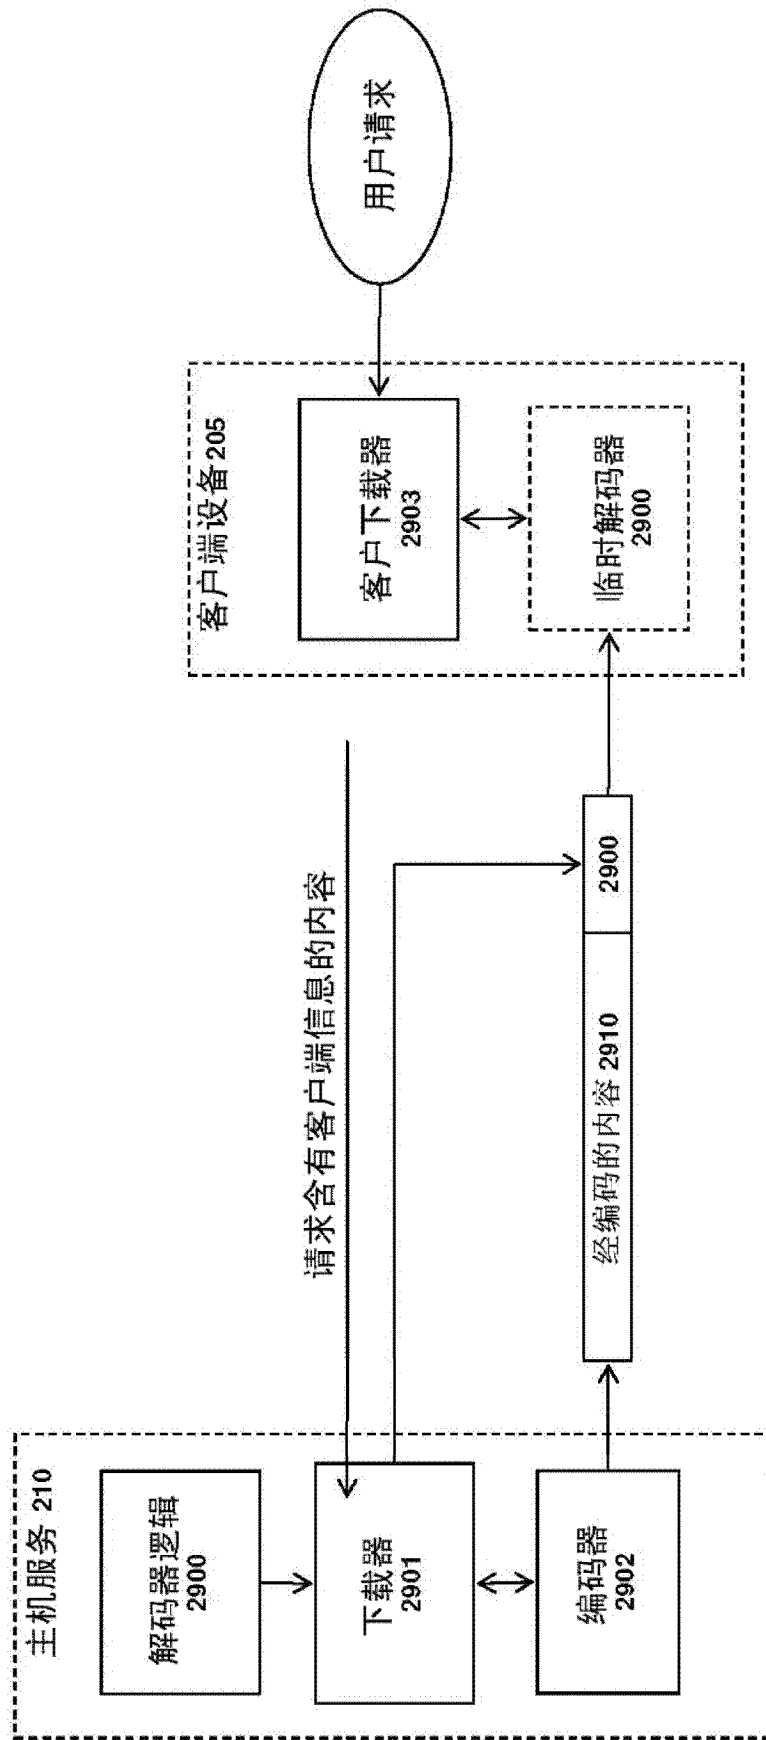 主机服务 210
解码器逻辑
2900
下载器
2901
编码器
2902
请求含有客户端信息的内容
经编码的内容 2910
2900
客户端设备205
客户下载器
2903
临时解码器
2900
用户请求